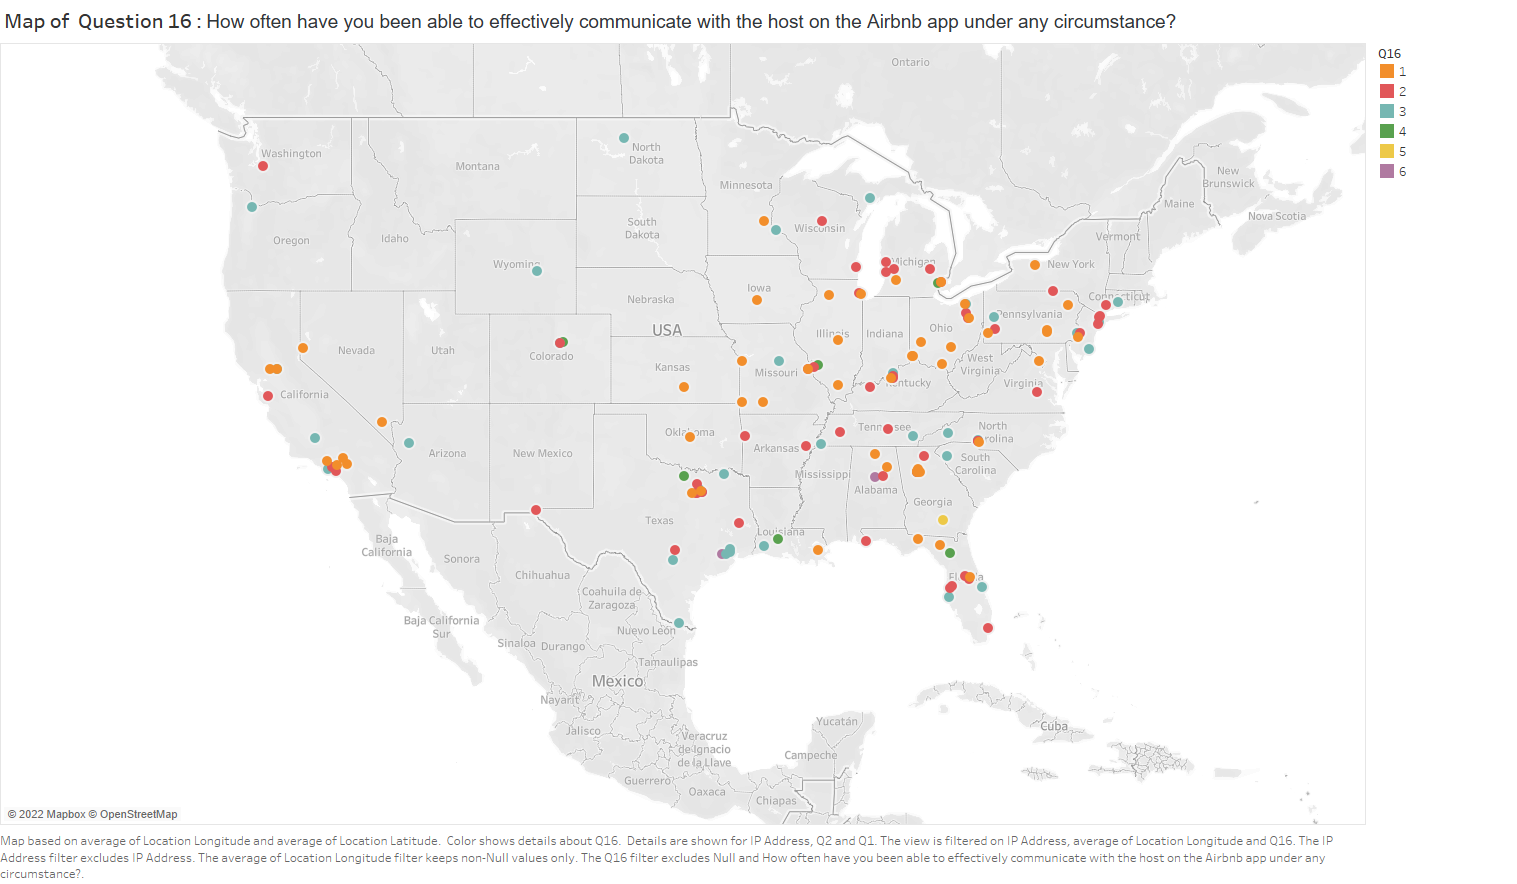 Map of Question 16 : How often have you been able to effectively communicate with the host on the Airbnb app under any circumstance?
Q16
1
2
3
4
5
6
Ontario
Washington
North
Dakota
Montana
Minnesota
New
Brunswick
Maine
Nova Scotia
South
Dakota
Wisconsin
Vermont
Oregon
Idaho
Wyoming
Michigan
New York
Iowa
Nebraska
Connecticut
USA
Pennsylvania
Illinois
Indiana
Ohio
Nevada
Utah
Colorado
West
Virginia
Kansas
Missouri
Kentucky
Virginia
California
Oklahoma
Tennessee
North
Carolina
Arizona
New Mexico
Arkansas
South
Carolina
Mississippi
Alabama
Georgia
Texas
Louisiana
Baja
California
Sonora
Chihuahua
Florida
Coahuila de
Zaragoza
Baja California
Sur
Nuevo León
Sinaloa
Durango
Tamaulipas
Mexico
Nayarit
Jalisco
Yucatán
Cuba
Veracruz
de Ignacio
de la Llave
Campeche
Guerrero
Oaxaca
Chiapas
© 2022 Mapbox © OpenStreetMap
Map based on average of Location Longitude and average of Location Latitude.  Color shows details about Q16.  Details are shown for IP Address, Q2 and Q1. The view is filtered on IP Address, average of Location Longitude and Q16. The IP
Address filter excludes IP Address. The average of Location Longitude filter keeps non-Null values only. The Q16 filter excludes Null and How often have you been able to effectively communicate with the host on the Airbnb app under any
circumstance?.